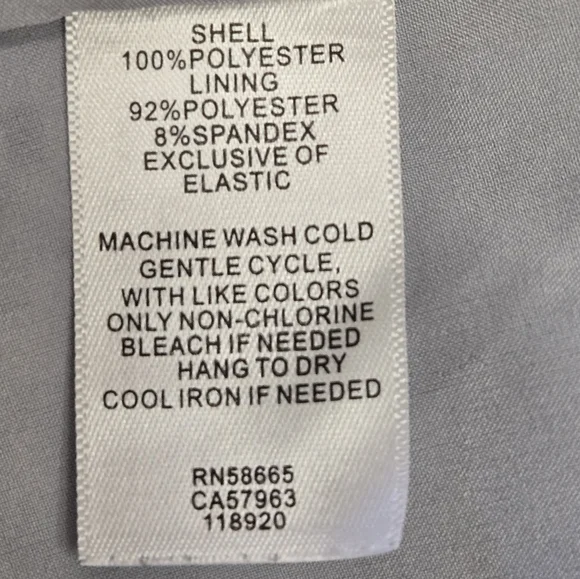 SHELL
100%POLYESTER
LINING
92%POLYESTER
8%SPANDEX
EXCLUSIVE OF
ELASTIC
MACHINE WASH COLD
GENTLE CYCLE,
WITH LIKE COLORS
ONLY NON-CHLORINE
BLEACH IF NEEDED
HANG TO DRY
COOL IRON IF NEEDED
RN58665
CA57963
118920